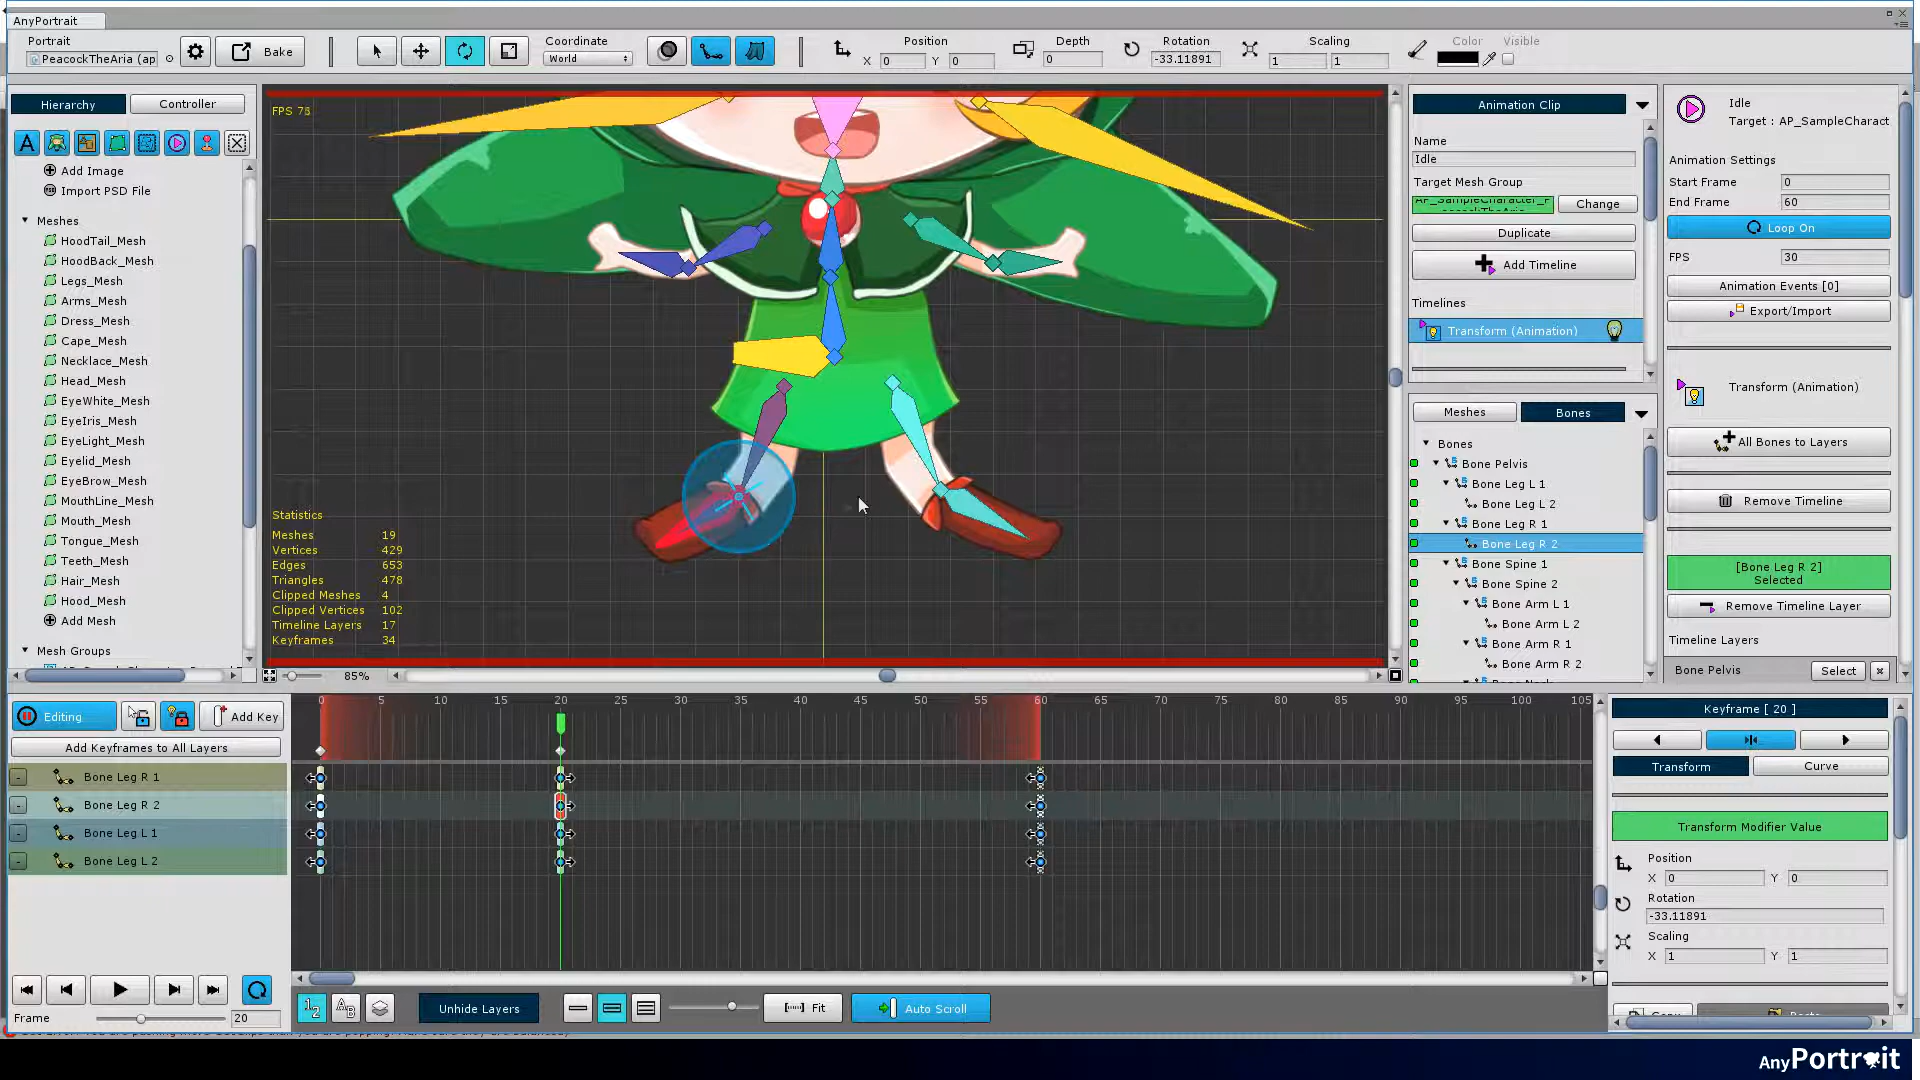 AnyPortrait
Portrait
PeacockTheAria (ap
Bake
Coordinate
World
Position
X 0 Y 0
Depth
0
Rotation
-33.11891
Scaling
1 1
Color
Visible
Hierarchy
Controller
Add Image
Import PSD File
Meshes
HoodTail_Mesh
HoodBack_Mesh
Legs_Mesh
Arms_Mesh
Dress_Mesh
Cape_Mesh
Necklace_Mesh
Head_Mesh
EyeWhite_Mesh
EyeIris_Mesh
EyeLight_Mesh
Eyelid_Mesh
EyeBrow_Mesh
MouthLine_Mesh
Mouth_Mesh
Tongue_Mesh
Teeth_Mesh
Hair_Mesh
Hood_Mesh
Add Mesh
Mesh Groups
FPS 75
Statistics
Meshes 19
Vertices 429
Edges 653
Triangles 478
Clipped Meshes 4
Clipped Vertices 102
Timeline Layers 17
Keyframes 34
85%
Animation Clip
Name
Idle
Target Mesh Group
Change
Duplicate
Add Timeline
Timelines
Transform (Animation)
Meshes
Bones
Bones
Bone Pelvis
Bone Leg L 1
Bone Leg L 2
Bone Leg R 1
Bone Leg R 2
Bone Spine 1
Bone Spine 2
Bone Arm L 1
Bone Arm L 2
Bone Arm R 1
Bone Arm R 2
Idle
Target : AP_SampleCharact
Animation Settings
Start Frame 0
End Frame 60
Loop On
FPS 30
Animation Events [0]
Export/Import
Transform (Animation)
All Bones to Layers
Remove Timeline
[Bone Leg R 2]
Selected
Remove Timeline Layer
Timeline Layers
Bone Pelvis
Select
Editing
Add Key
Add Keyframes to All Layers
Bone Leg R 1
Bone Leg R 2
Bone Leg L 1
Bone Leg L 2
Frame 20
0 5 10 15 20 25 30 35 40 45 50 55 60 65 70 75 80 85 90 95 100 105
Unhide Layers
Fit
Auto Scroll
Keyframe [ 20 ]
Transform
Curve
Transform Modifier Value
Position
X 0 Y 0
Rotation
-33.11891
Scaling
X 1 Y 1
AnyPortrait